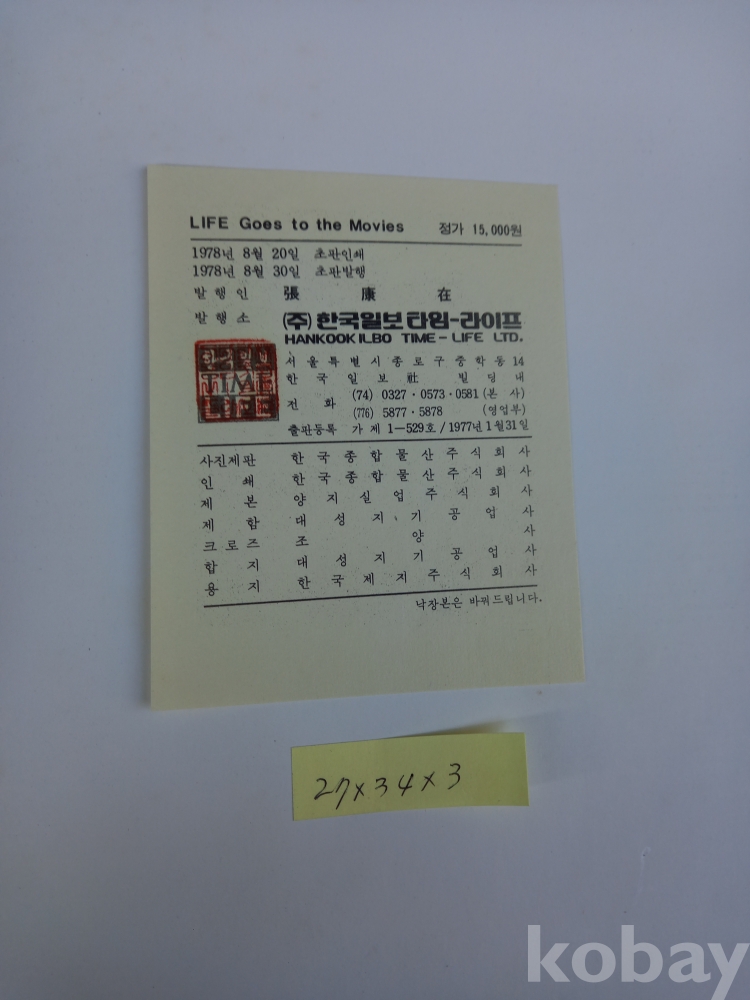 LIFE Goes to the Movies 정가 15,000원
1978년 8월 20일 초판인쇄
1978년 8월 30일 초판발행
발행인 張康在
발행소 (주)한국일보타임-라이프
HANKOOK ILBO TIME-LIFE LTD.
한국일보
TIME
LIFE
서울특별시종로구중학동14
한국일보社빌딩내
전화 (74) 0327·0573·0581(본사)
(776) 5877·5878 (영업부)
출판등록 가제1-529호/1977년1월31일
사진제판 한국종합물산주식회사
인쇄 한국종합물산주식회사
제본 양지실업주식회사
제함 대성지기공업사
크로즈 조양사
합지 대성지기공업사
용지 한국제지주식회사
낙장본은 바꿔드립니다.
27×34×3
kobay